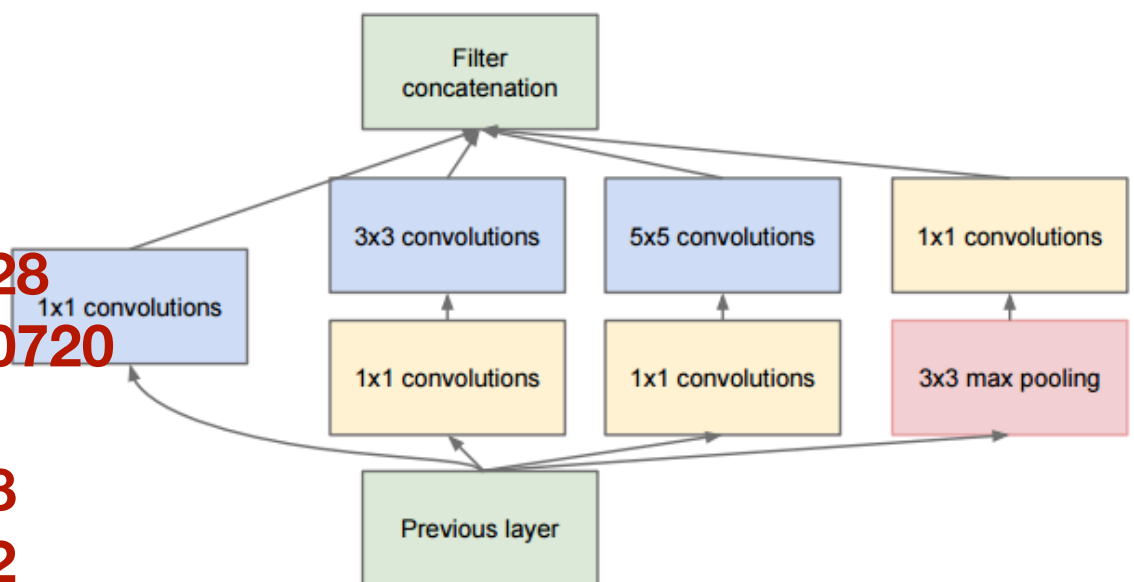 Filter
concatenation
3x3 convolutions
5x5 convolutions
1x1 convolutions
28
1x1 convolutions
0720
1x1 convolutions
1x1 convolutions
3x3 max pooling
3
2
Previous layer